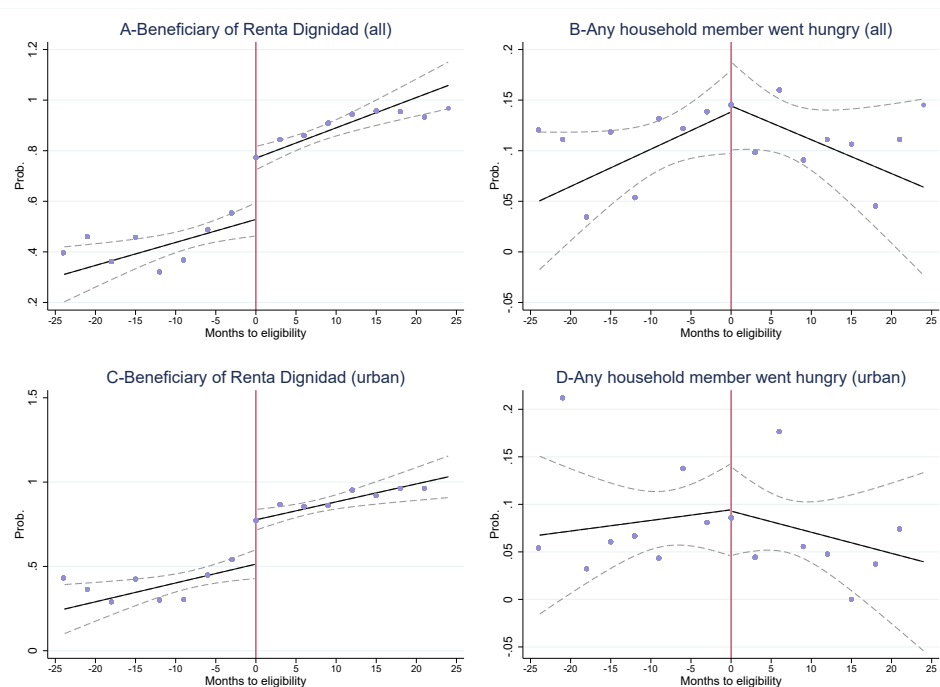 A-Beneficiary of Renta Dignidad (all)
Prob.
.2 .4 .6 .8 1 1.2
-25 -20 -15 -10 -5 0 5 10 15 20 25
Months to eligibility
B-Any household member went hungry (all)
Prob.
-.05 0 .05 .1 .15 .2
-25 -20 -15 -10 -5 0 5 10 15 20 25
Months to eligibility
C-Beneficiary of Renta Dignidad (urban)
Prob.
0 .5 1 1.5
-25 -20 -15 -10 -5 0 5 10 15 20 25
Months to eligibility
D-Any household member went hungry (urban)
Prob.
-.05 0 .05 .1 .15 .2
-25 -20 -15 -10 -5 0 5 10 15 20 25
Months to eligibility